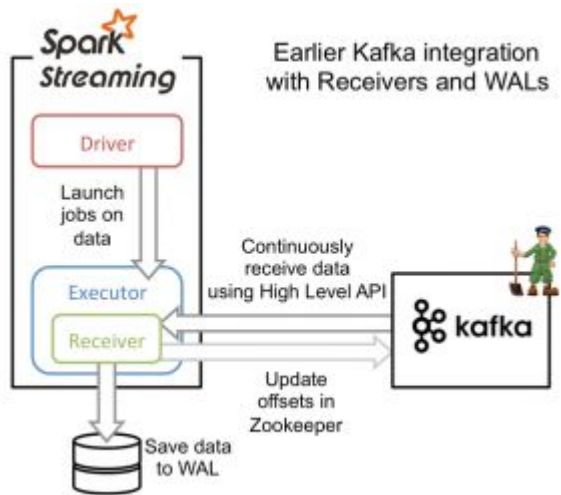 Spark
Streaming
Earlier Kafka integration
with Receivers and WALs
Driver
Launch
jobs on
data
Continuously
receive data
using High Level API
Executor
Receiver
kafka
Update
offsets in
Zookeeper
Save data
to WAL